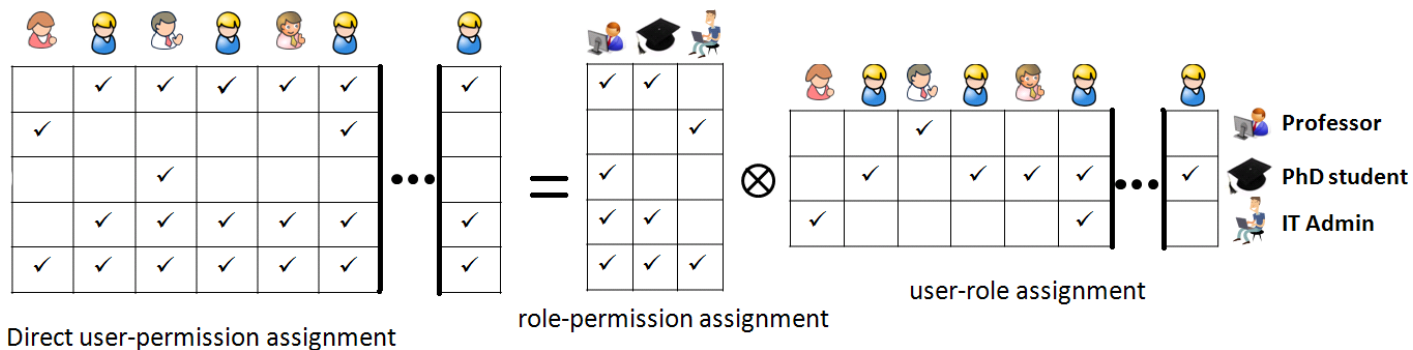 Professor
PhD student
IT Admin
user-role assignment
role-permission assignment
Direct user-permission assignment